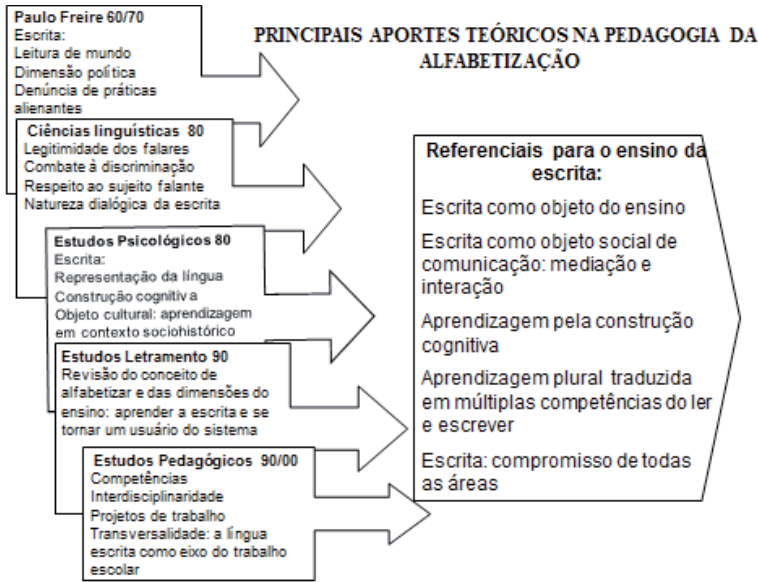 PRINCIPAIS APORTES TEÓRICOS NA PEDAGOGIA DA
ALFABETIZAÇÃO
Paulo Freire 60/70
Escrita:
Leitura de mundo
Dimensão política
Denúncia de práticas
alienantes
Ciências linguísticas 80
Legitimidade dos falares
Combate à discriminação
Respeito ao sujeito falante
Natureza dialógica da escrita
Estudos Psicológicos 80
Escrita:
Representação da língua
Construção cognitiva
Objeto cultural: aprendizagem
em contexto sociohistórico
Estudos Letramento 90
Revisão do conceito de
alfabetizar e das dimensões do
ensino: aprender a escrita e se
tornar um usuário do sistema
Estudos Pedagógicos 90/00
Competências
Interdisciplinaridade
Projetos de trabalho
Transversalidade: a língua
escrita como eixo do trabalho
escolar
Referenciais para o ensino da
escrita:
Escrita como objeto do ensino
Escrita como objeto social de
comunicação: mediação e
interação
Aprendizagem pela construção
cognitiva
Aprendizagem plural traduzida
em múltiplas competências do ler
e escrever
Escrita: compromisso de todas
as áreas